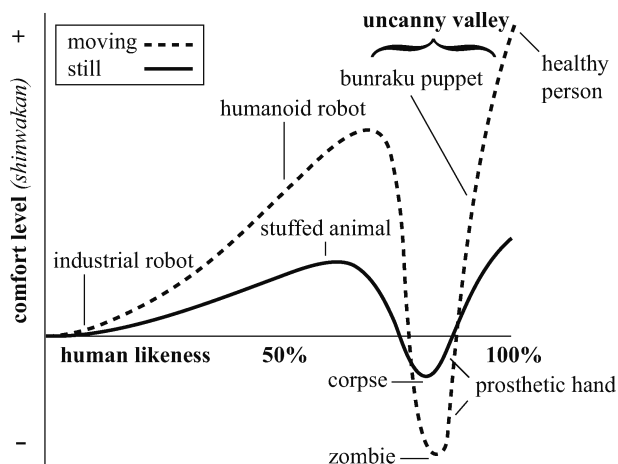 +
uncanny valley
moving
still
bunraku puppet
healthy
person
humanoid robot
stuffed animal
industrial robot
comfort level (shinwakan)
human likeness 50% 100%
corpse
prosthetic hand
-
zombie